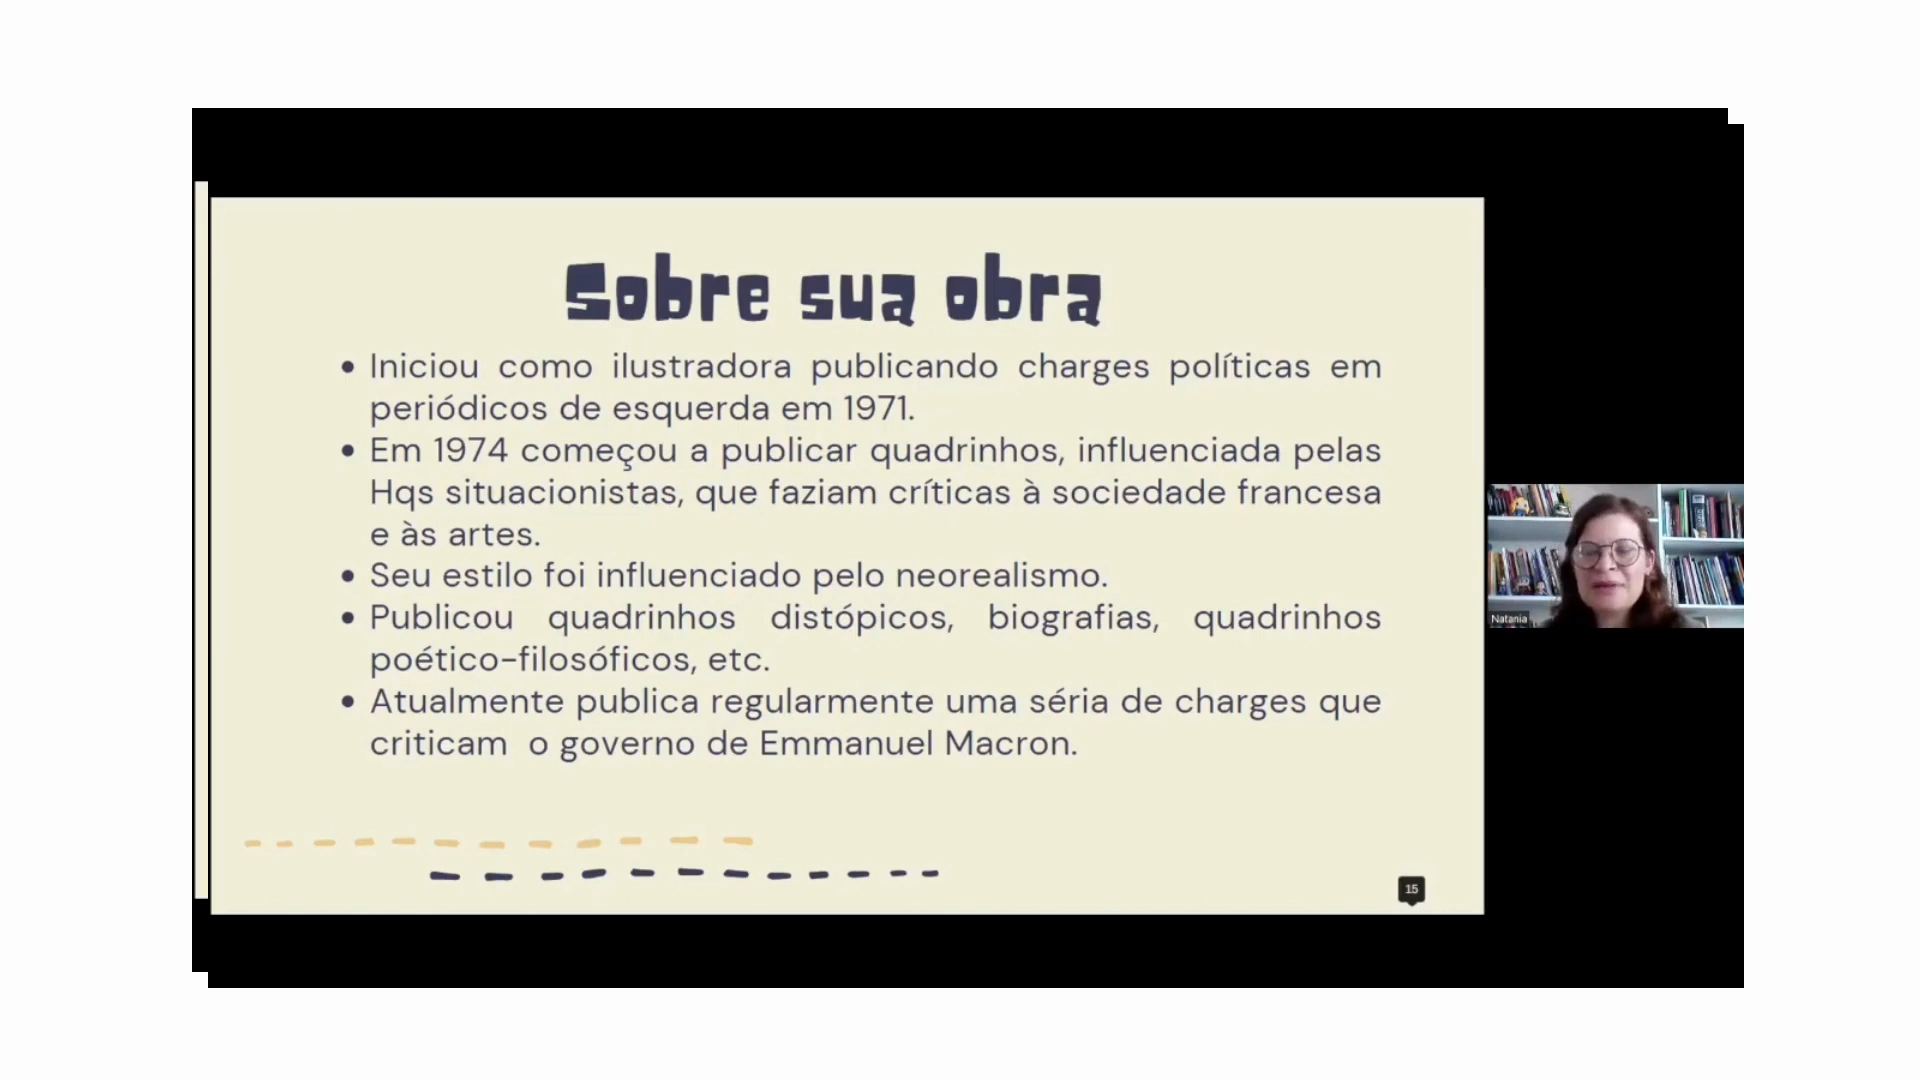 Sobre sua obra
Iniciou como ilustradora publicando charges políticas em
periódicos de esquerda em 1971.
Em 1974 começou a publicar quadrinhos, influenciada pelas
Hqs situacionistas, que faziam críticas à sociedade francesa
e às artes.
Seu estilo foi influenciado pelo neorealismo.
Publicou quadrinhos distópicos, biografias, quadrinhos
poético-filosóficos, etc.
Atualmente publica regularmente uma séria de charges que
criticam o governo de Emmanuel Macron.
15
Natania